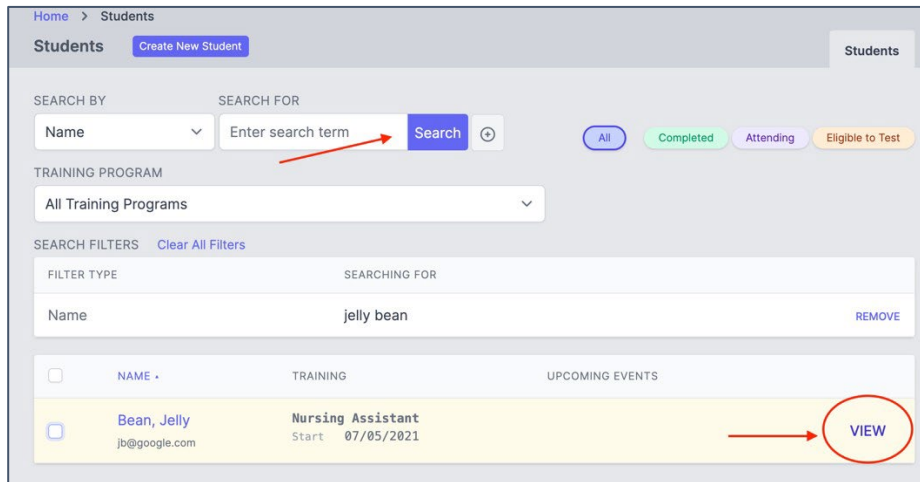 Home > Students
Students Create New Student Students
SEARCH BY SEARCH FOR
Name Enter search term Search All Completed Attending Eligible to Test
TRAINING PROGRAM
All Training Programs
SEARCH FILTERS Clear All Filters
FILTER TYPE SEARCHING FOR
Name jelly bean REMOVE
NAME TRAINING UPCOMING EVENTS
Bean, Jelly Nursing Assistant
jb@google.com Start 07/05/2021 VIEW